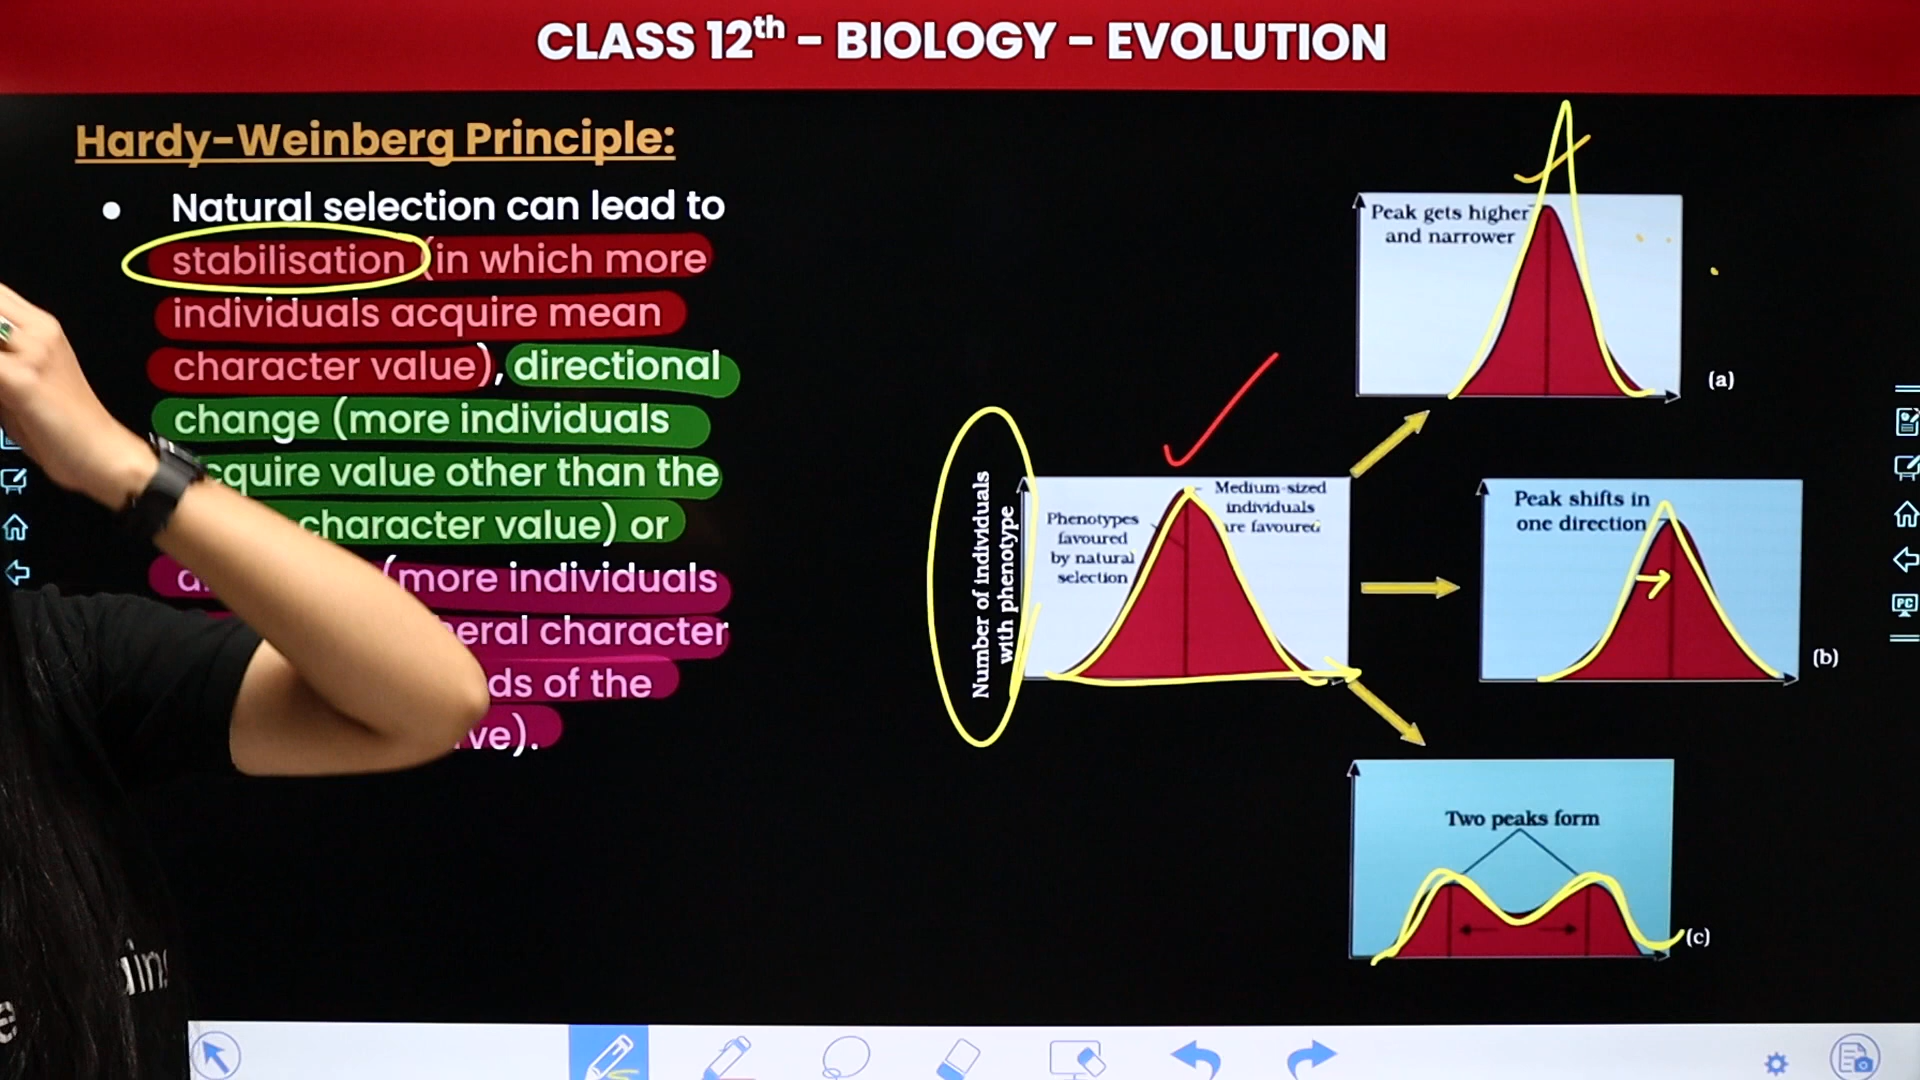 CLASS 12th - BIOLOGY - EVOLUTION
Hardy-Weinberg Principle:
• Natural selection can lead to
stabilisation (in which more
individuals acquire mean
character value), directional
change (more individuals
cquire value other than the
character value) or
(more individuals
eral character
ds of the
ve).
Peak gets higher
and narrower
(a)
Number of individuals
with phenotype
Phenotypes
favoured
by natural
selection
Medium-sized
individuals
are favoured
Peak shifts in
one direction
(b)
Two peaks form
(c)
PC